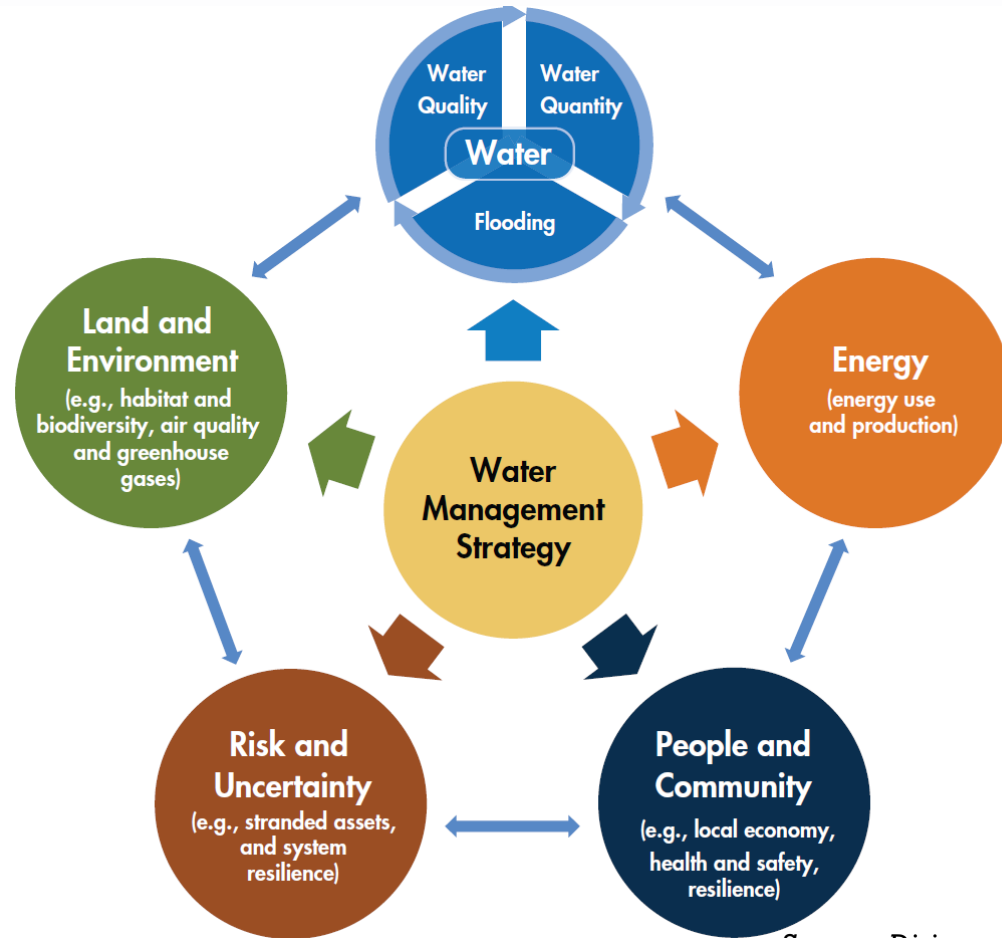 Water
Quality
Water
Quantity
Water
Flooding
Land and
Environment
(e.g., habitat and
biodiversity, air quality
and greenhouse
gases)
Energy
(energy use
and production)
Water
Management
Strategy
Risk and
Uncertainty
(e.g., stranded assets,
and system
resilience)
People and
Community
(e.g., local economy,
health and safety,
resilience)